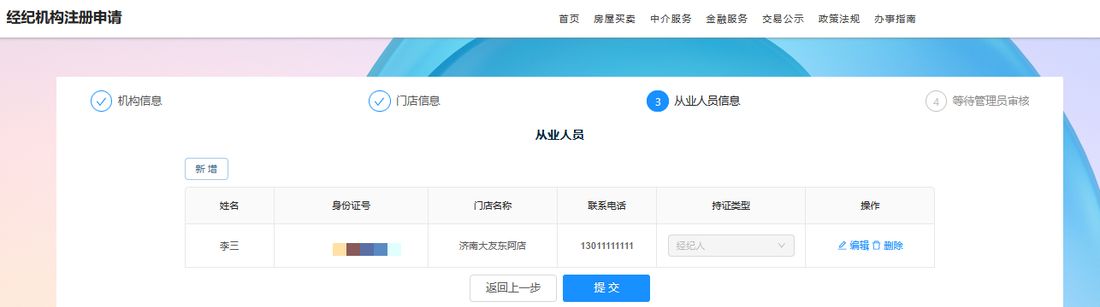 经纪机构注册申请
首页 房屋买卖 中介服务 金融服务 交易公示 政策法规 办事指南
机构信息 门店信息 3 从业人员信息 4 等待管理员审核
从业人员
新 增
姓名 身份证号 门店名称 联系电话 持证类型 操作
李三 济南大友东阿店 13011111111 经纪人 编辑 删除
返回上一步 提 交